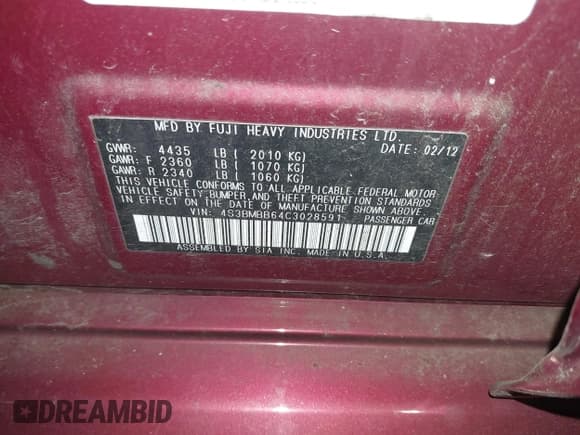 MFD BY FUJI HEAVY INDUSTRIES LTD.
GVWR: 4435 LB ( 2010 KG) DATE: 02/12
GAWR: F 2360 LB ( 1070 KG)
GAWR: R 2340 LB ( 1060 KG)
THIS VEHICLE CONFORMS TO ALL APPLICABLE FEDERAL MOTOR
VEHICLE SAFETY, BUMPER, AND THEFT PREVENTION STANDARDS
IN EFFECT ON THE DATE OF MANUFACTURE SHOWN ABOVE.
VIN: 4S3BMBB64C3028591 PASSENGER CAR
ASSEMBLED BY SIA INC. MADE IN U.S.A.
DREAMBID